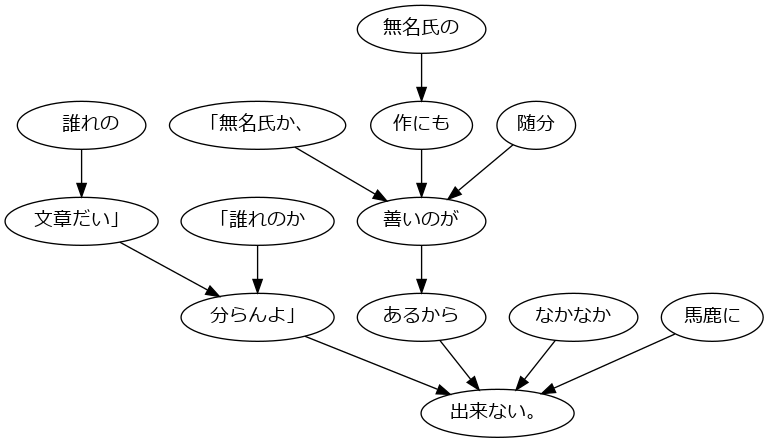 無名氏の
誰れの
「無名氏か、
作にも
随分
文章だい」
「誰れのか
善いのが
分らんよ」
あるから
なかなか
馬鹿に
出来ない。